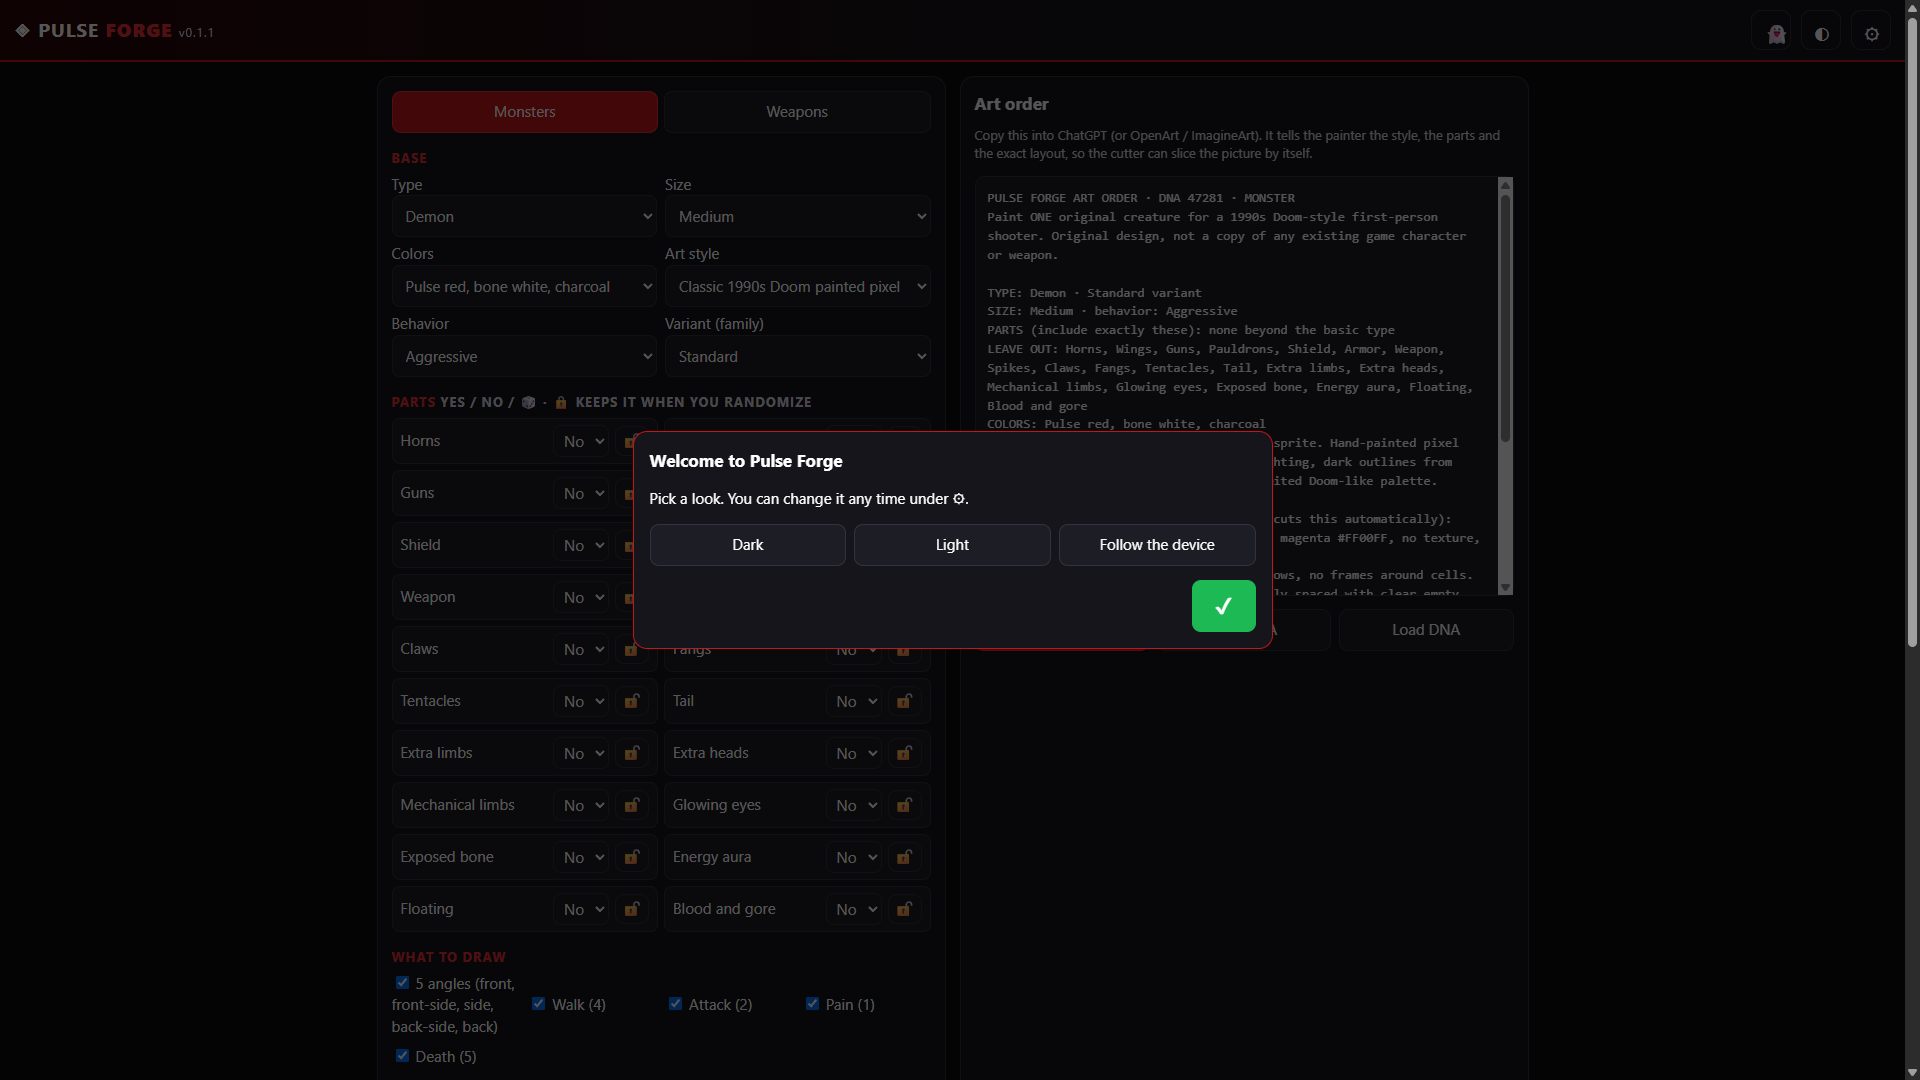 PULSE FORGE v0.1.1
Monsters
Weapons
BASE
Type
Size
Demon
Medium
Colors
Art style
Pulse red, bone white, charcoal
Classic 1990s Doom painted pixel
Behavior
Variant (family)
Aggressive
Standard
PARTS YES / NO / 🎲 · 🔒 KEEPS IT WHEN YOU RANDOMIZE
Horns No
Guns No
Shield No
Weapon No
Claws No
Fangs No
Tentacles No
Tail No
Extra limbs No
Extra heads No
Mechanical limbs No
Glowing eyes No
Exposed bone No
Energy aura No
Floating No
Blood and gore No
WHAT TO DRAW
5 angles (front,
front-side, side,
back-side, back)
Walk (4)
Attack (2)
Pain (1)
Death (5)
Art order
Copy this into ChatGPT (or OpenArt / ImagineArt). It tells the painter the style, the parts and
the exact layout, so the cutter can slice the picture by itself.
PULSE FORGE ART ORDER · DNA 47281 · MONSTER
Paint ONE original creature for a 1990s Doom-style first-person
shooter. Original design, not a copy of any existing game character
or weapon.
TYPE: Demon · Standard variant
SIZE: Medium · behavior: Aggressive
PARTS (include exactly these): none beyond the basic type
LEAVE OUT: Horns, Wings, Guns, Pauldrons, Shield, Armor, Weapon,
Spikes, Claws, Fangs, Tentacles, Tail, Extra limbs, Extra heads,
Mechanical limbs, Glowing eyes, Exposed bone, Energy aura, Floating,
Blood and gore
COLORS: Pulse red, bone white, charcoal
sprite. Hand-painted pixel
hting, dark outlines from
ited Doom-like palette.
cuts this automatically):
magenta #FF00FF, no texture,
ows, no frames around cells.
ly spaced with clear empty
Load DNA
Welcome to Pulse Forge
Pick a look. You can change it any time under ⚙.
Dark
Light
Follow the device